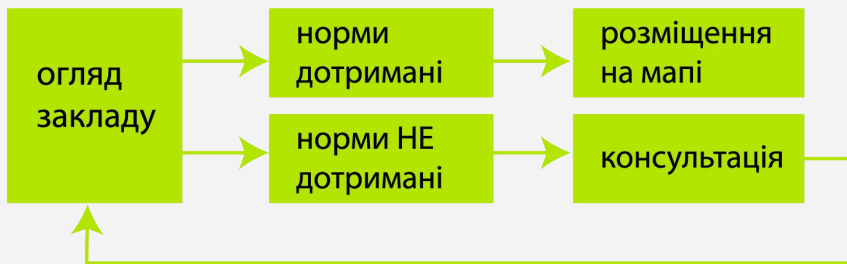 огляд
закладу
норми
дотримані
розміщення
на мапі
норми НЕ
дотримані
консультація